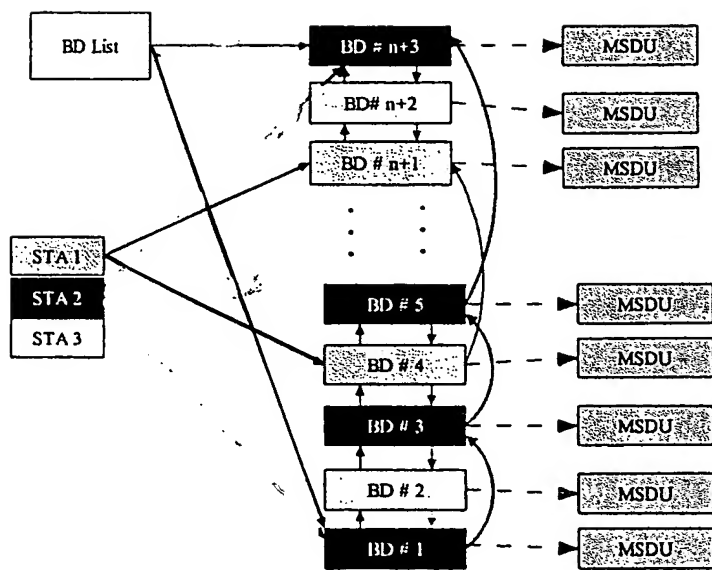 BD List
BD # n+3
MSDU
BD# n+2
MSDU
BD # n+1
MSDU
STA 1
STA 2
STA 3
BD # 5
MSDU
BD # 4
MSDU
BD # 3
MSDU
BD # 2
MSDU
BD # 1
MSDU